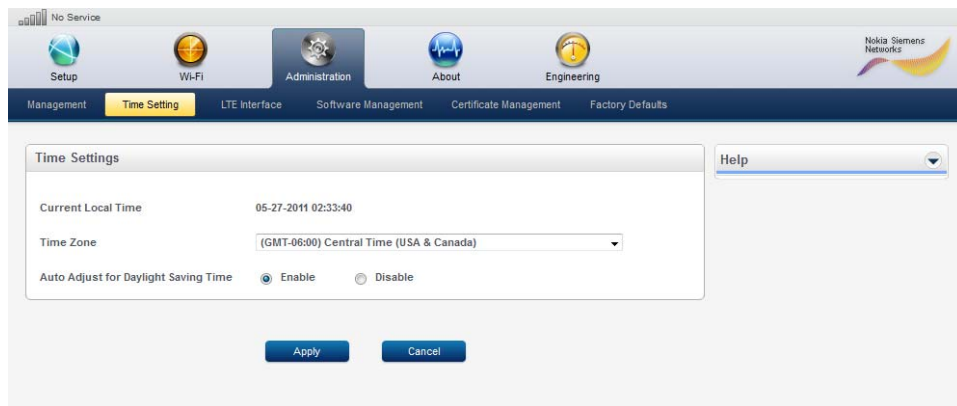 No Service
Setup
Wi-Fi
Administration
About
Engineering
Nokia Siemens
Networks
Management
Time Setting
LTE Interface
Software Management
Certificate Management
Factory Defaults
Time Settings
Help
Current Local Time
05-27-2011 02:33:40
Time Zone
(GMT-06:00) Central Time (USA & Canada)
Auto Adjust for Daylight Saving Time
Enable
Disable
Apply
Cancel